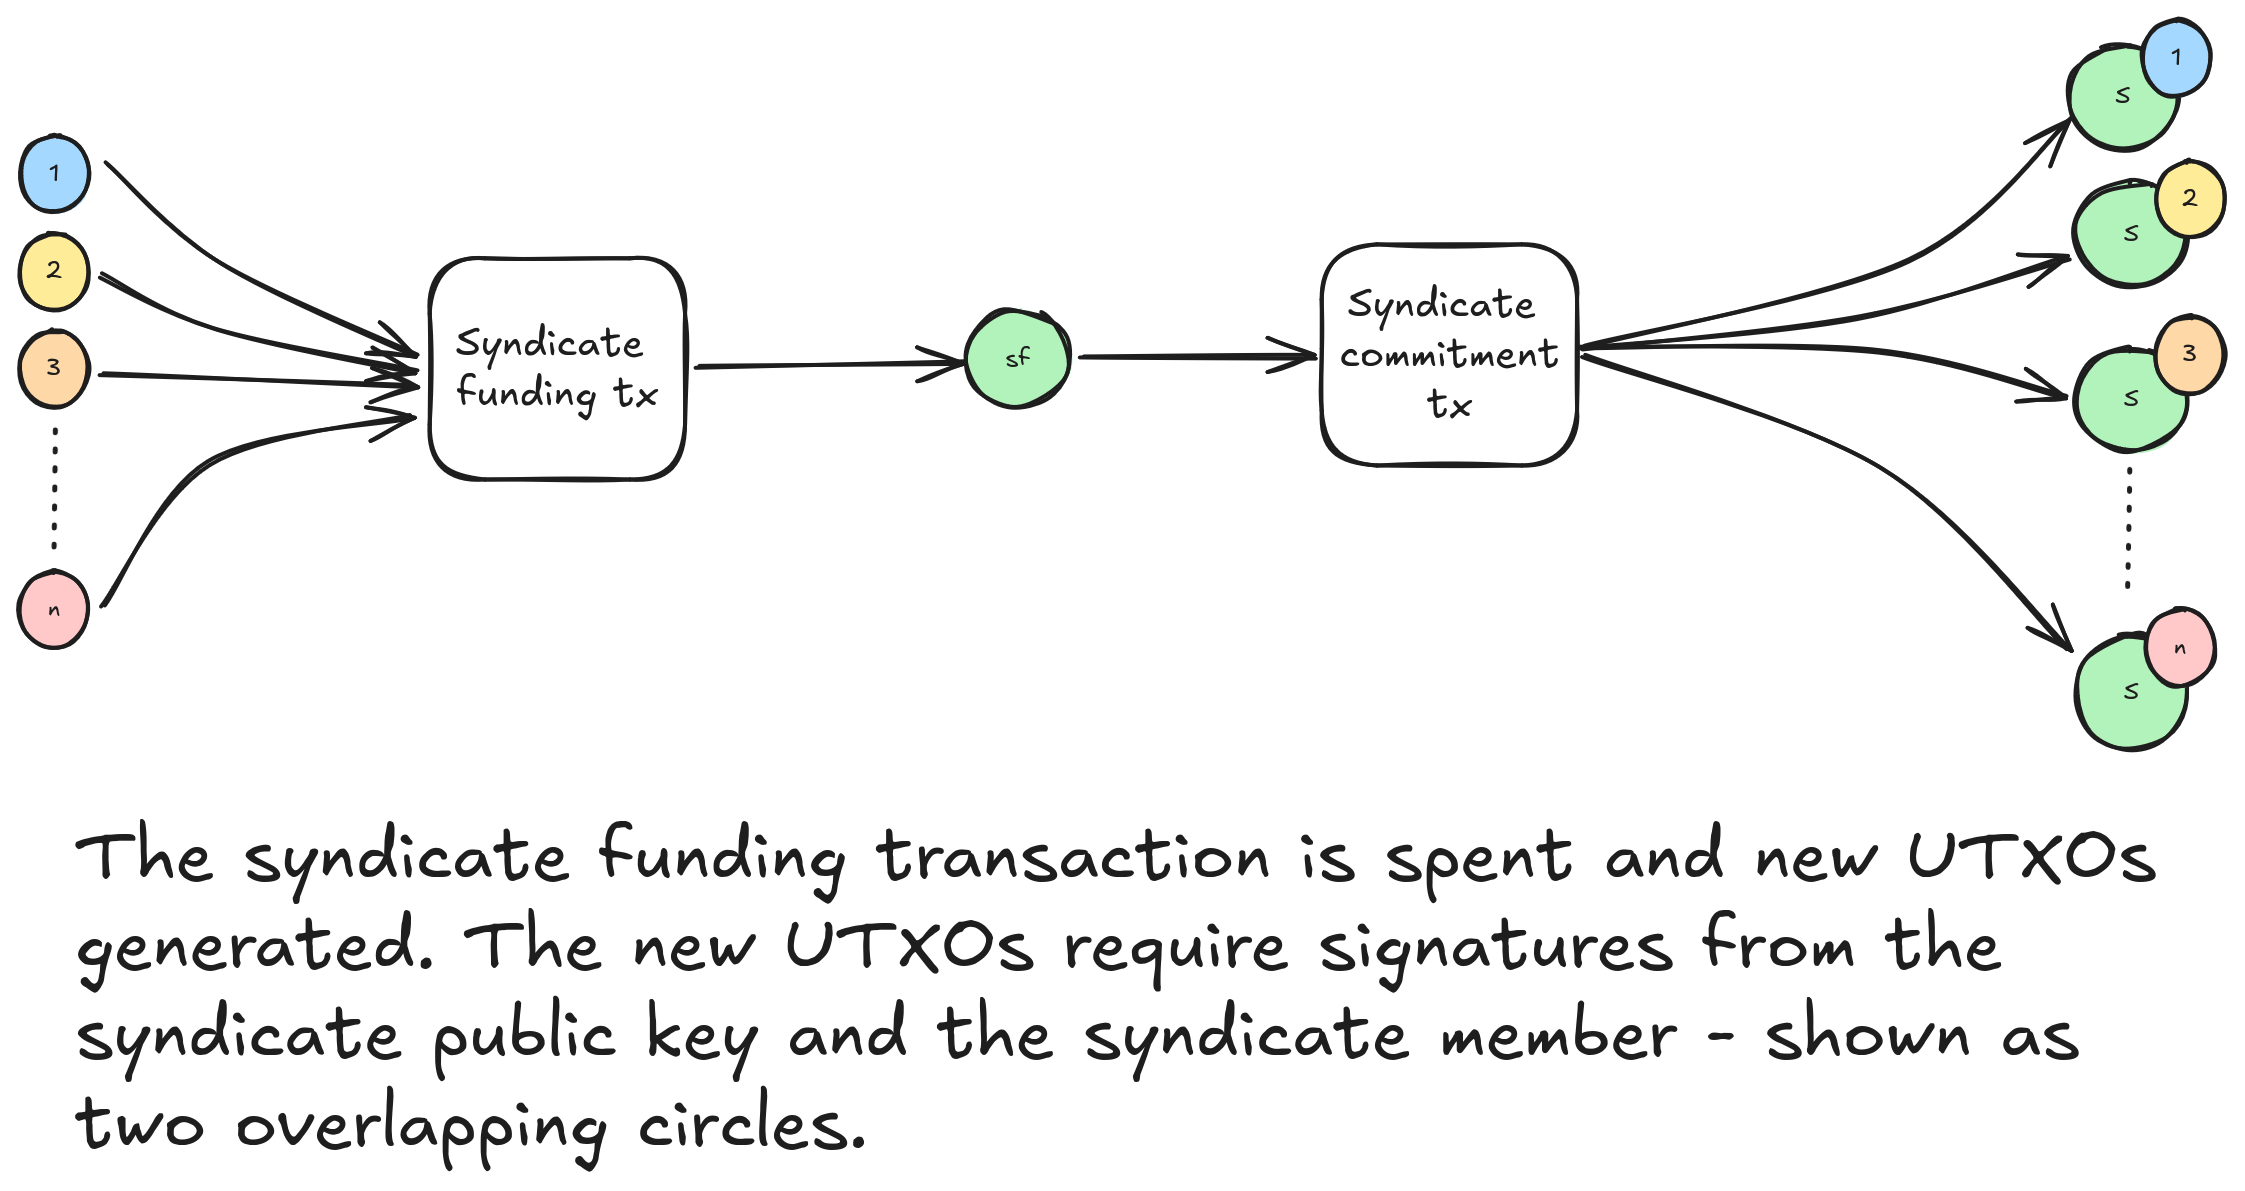 1
2
3
n
Syndicate
funding tx
sf
Syndicate
commitment
tx
s
1
s
2
s
3
s
n
The syndicate funding transaction is spent and new UTXOs
generated. The new UTXOs require signatures from the
syndicate public key and the syndicate member - shown as
two overlapping circles.